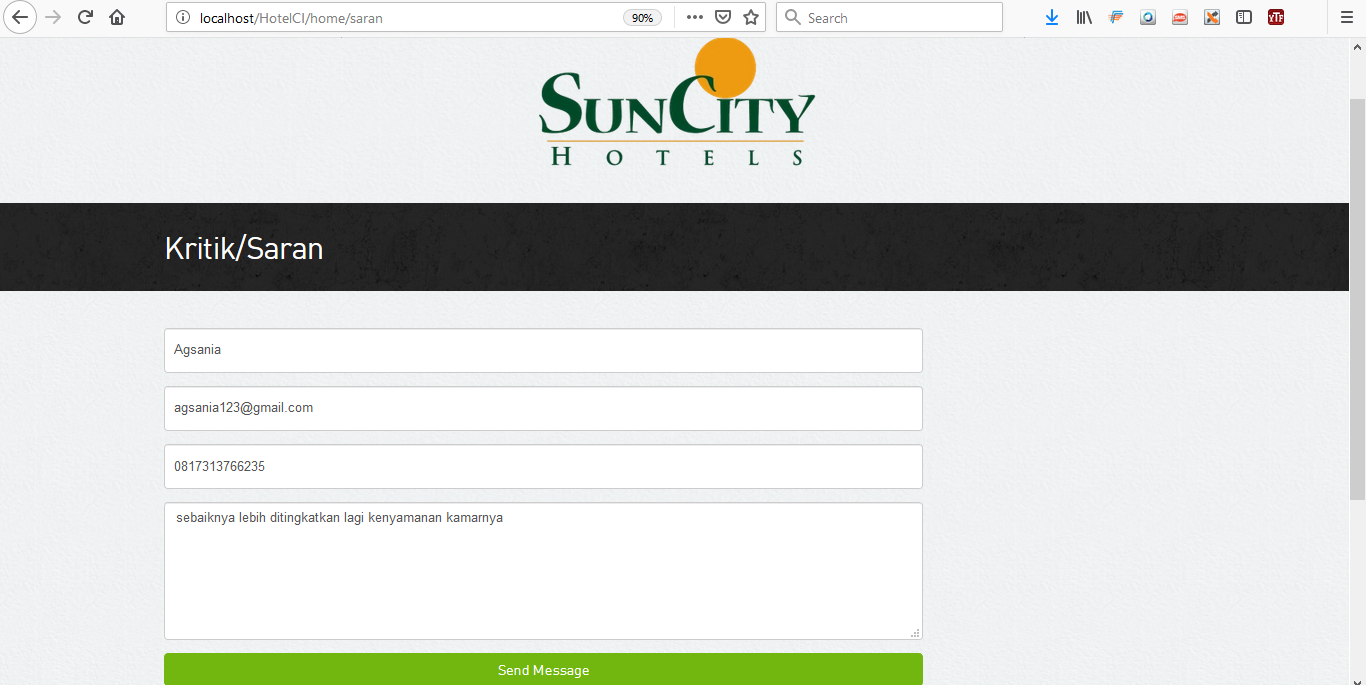 localhost/HotelCI/home/saran
90%
Search
SUNCITY
HOTELS
Kritik/Saran
Agsania
agsania123@gmail.com
0817313766235
sebaiknya lebih ditingkatkan lagi kenyamanan kamarnya
Send Message